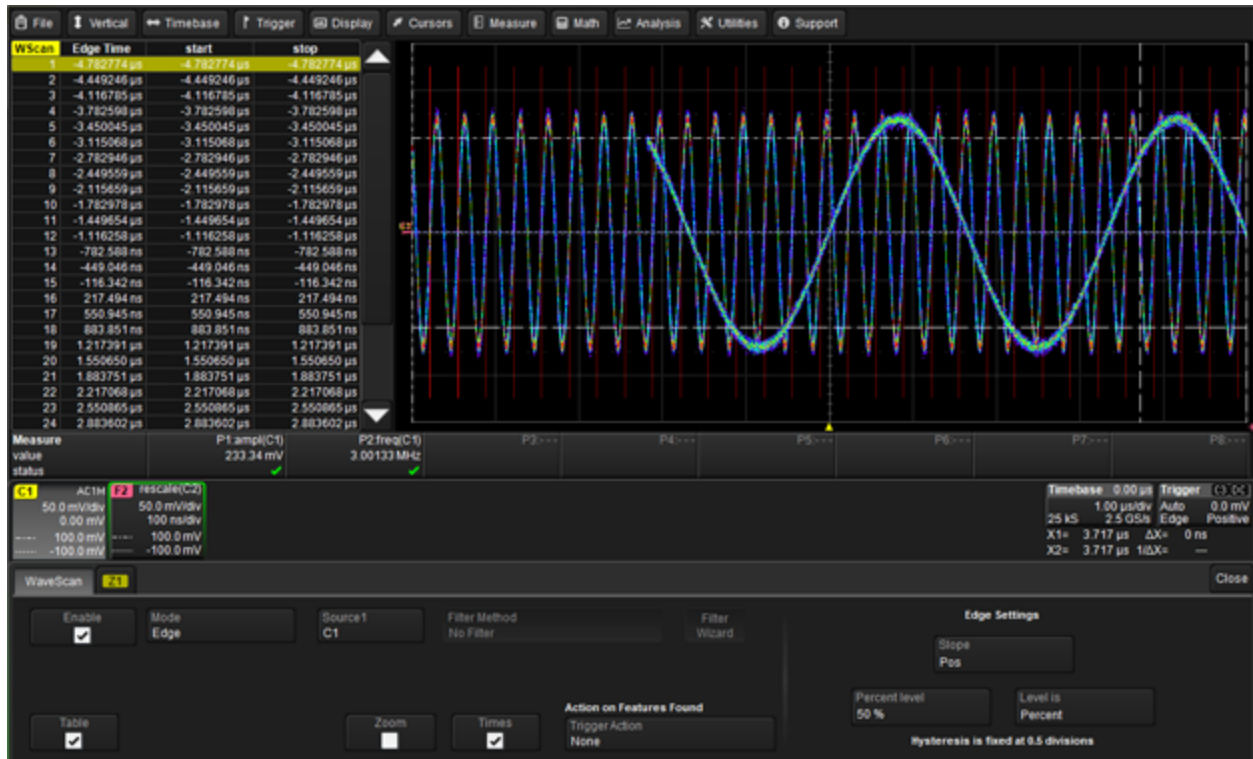 File Vertical Timebase Trigger Display Cursors Measure Math Analysis Utilities Support
WScan Edge Time start stop
1 -4.782774 µs -4.782774 µs -4.782774 µs
2 -4.449246 µs -4.449246 µs -4.449246 µs
3 -4.116785 µs -4.116785 µs -4.116785 µs
4 -3.782598 µs -3.782598 µs -3.782598 µs
5 -3.450045 µs -3.450045 µs -3.450045 µs
6 -3.115068 µs -3.115068 µs -3.115068 µs
7 -2.782946 µs -2.782946 µs -2.782946 µs
8 -2.449559 µs -2.449559 µs -2.449559 µs
9 -2.115659 µs -2.115659 µs -2.115659 µs
10 -1.782978 µs -1.782978 µs -1.782978 µs
11 -1.449654 µs -1.449654 µs -1.449654 µs
12 -1.116258 µs -1.116258 µs -1.116258 µs
13 -782.588 ns -782.588 ns -782.588 ns
14 -449.046 ns -449.046 ns -449.046 ns
15 -116.342 ns -116.342 ns -116.342 ns
16 217.494 ns 217.494 ns 217.494 ns
17 550.945 ns 550.945 ns 550.945 ns
18 883.851 ns 883.851 ns 883.851 ns
19 1.217391 µs 1.217391 µs 1.217391 µs
20 1.550650 µs 1.550650 µs 1.550650 µs
21 1.883751 µs 1.883751 µs 1.883751 µs
22 2.217068 µs 2.217068 µs 2.217068 µs
23 2.550865 µs 2.550865 µs 2.550865 µs
24 2.883602 µs 2.883602 µs 2.883602 µs
Measure P1:ampl(C1) P2:freq(C1) P3:--- P4:--- P5:--- P6:--- P7:--- P8:---
value 233.34 mV 3.00133 MHz
status
C1 AC1M F2 rescale(C2)
50.0 mV/div 50.0 mV/div
0.00 mV 100 ns/div
100.0 mV 100.0 mV
-100.0 mV -100.0 mV
Timebase 0.00 µs Trigger C1 DC
1.00 µs/div Auto 0.0 mV
25 kS 2.5 GS/s Edge Positive
X1= 3.717 µs ΔX= 0 ns
X2= 3.717 µs 1/ΔX= ---
WaveScan Z1 Close
Enable Mode Source1 Filter Method Filter Wizard
Edge C1 No Filter
Edge Settings
Slope
Pos
Percent level Level is
50 % Percent
Hysteresis is fixed at 0.5 divisions
Table Zoom Times
Action on Features Found
Trigger Action
None